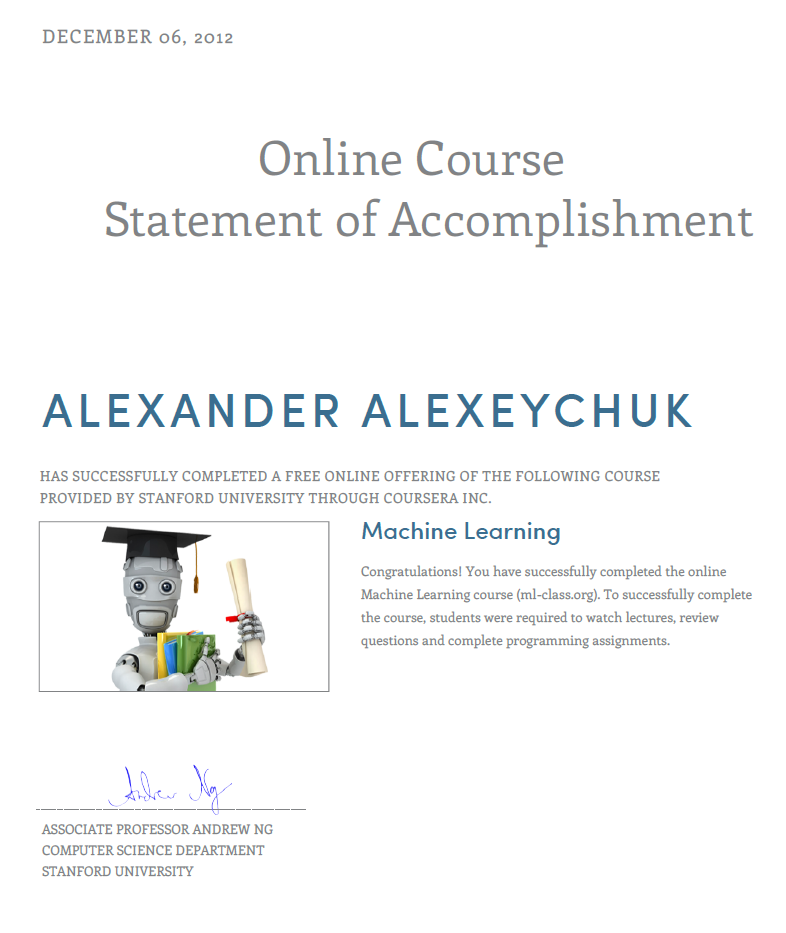 DECEMBER 06, 2012
Online Course
Statement of Accomplishment
ALEXANDER ALEXEYCHUK
HAS SUCCESSFULLY COMPLETED A FREE ONLINE OFFERING OF THE FOLLOWING COURSE
PROVIDED BY STANFORD UNIVERSITY THROUGH COURSERA INC.
Machine Learning
Congratulations! You have successfully completed the online
Machine Learning course (ml-class.org). To successfully complete
the course, students were required to watch lectures, review
questions and complete programming assignments.
Andrew Ng
ASSOCIATE PROFESSOR ANDREW NG
COMPUTER SCIENCE DEPARTMENT
STANFORD UNIVERSITY